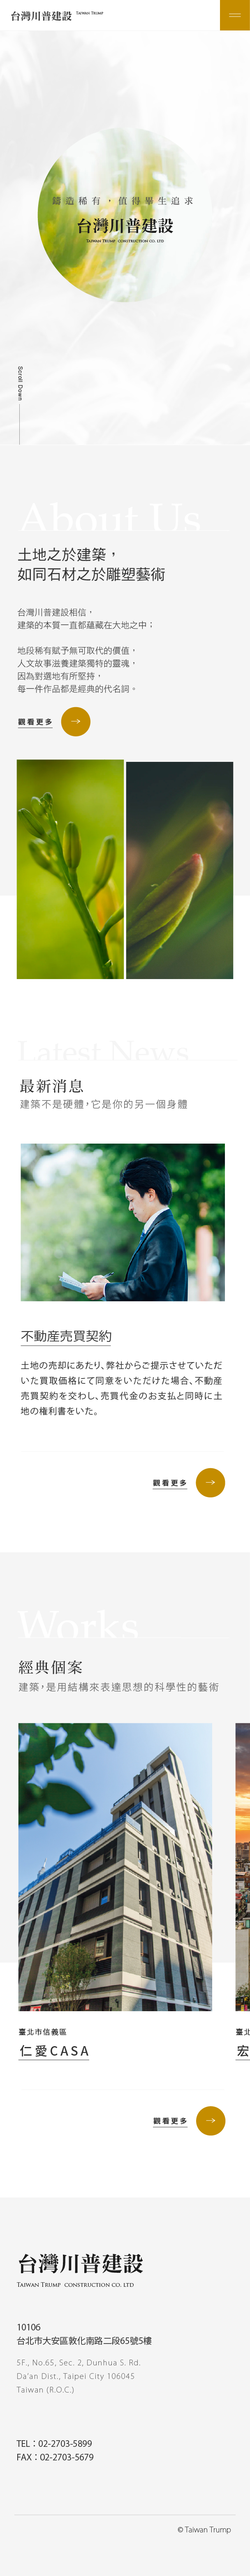 台灣川普建設 TAIWAN TRUMP
鑄造稀有，值得畢生追求
台灣川普建設
TAIWAN TRUMP CONSTRUCTION CO. LTD
Scroll Down
About Us
土地之於建築，
如同石材之於雕塑藝術
台灣川普建設相信，
建築的本質一直都蘊藏在大地之中；
地段稀有賦予無可取代的價值，
人文故事滋養建築獨特的靈魂，
因為對選地有所堅持，
每一件作品都是經典的代名詞。
觀看更多
Latest News
最新消息
建築不是硬體，它是你的另一個身體
不動産売買契約
土地の売却にあたり、弊社からご提示させていただ
いた買取価格にて同意をいただけた場合、不動産
売買契約を交わし、売買代金のお支払と同時に土
地の権利書をいた。
觀看更多
Works
經典個案
建築，是用結構來表達思想的科學性的藝術
臺北市信義區
仁愛CASA
臺北
宏
觀看更多
台灣川普建設
TAIWAN TRUMP CONSTRUCTION CO. LTD
10106
台北市大安區敦化南路二段65號5樓
5F., No.65, Sec. 2, Dunhua S. Rd.
Da'an Dist., Taipei City 106045
Taiwan (R.O.C.)
TEL：02-2703-5899
FAX：02-2703-5679
© Taiwan Trump